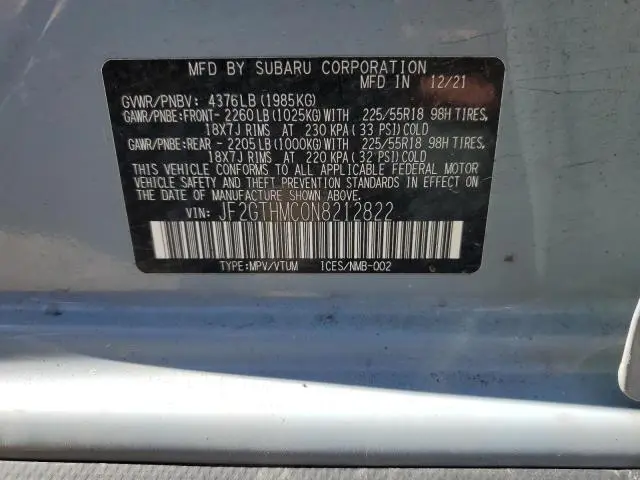 MFD BY SUBARU CORPORATION
MFD IN 12/21
GVWR/PNBV: 4376LB(1985KG)
GAWR/PNBE:FRONT- 2260LB(1025KG)WITH 225/55R18 98H TIRES,
18X7J RIMS AT 230 KPA(33 PSI)COLD
GAWR/PNBE:REAR - 2205LB(1000KG)WITH 225/55R18 98H TIRES,
18X7J RIMS AT 220 KPA(32 PSI)COLD
THIS VEHICLE CONFORMS TO ALL APPLICABLE FEDERAL MOTOR
VEHICLE SAFETY AND THEFT PREVENTION STANDARDS IN EFFECT ON
THE DATE OF MANUFACTURE SHOWN ABOVE.
VIN: JF2GTHMC0N8212822
TYPE:MPV/VTUM ICES/NMB-002